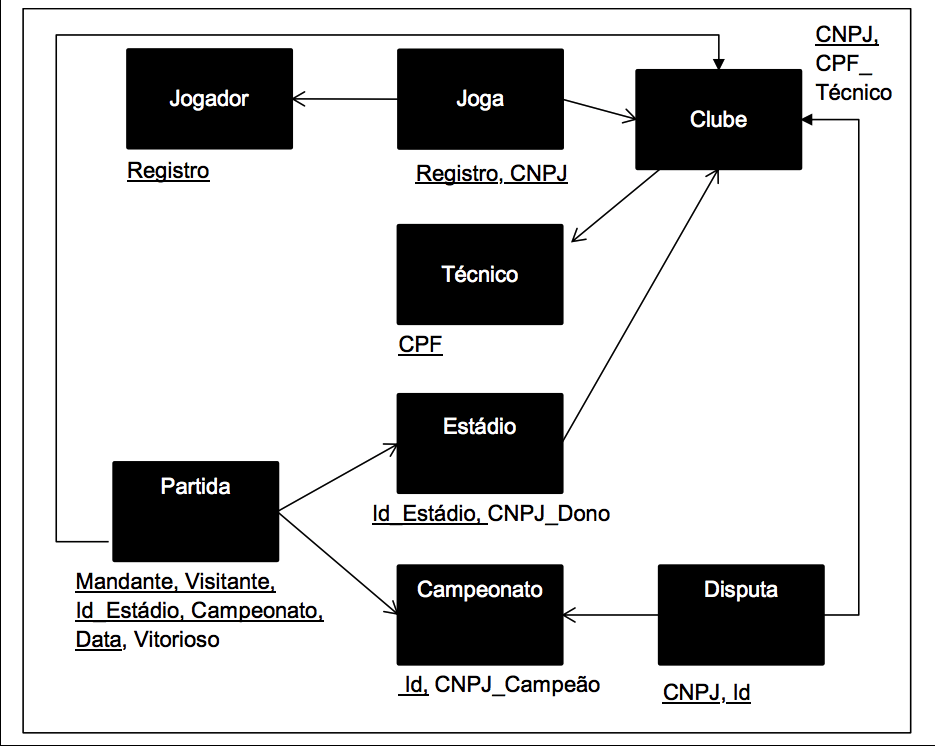 CNPJ,
CPF_
Técnico
Jogador
Joga
Clube
Registro
Registro, CNPJ
Técnico
CPF
Estádio
Id_Estádio, CNPJ_Dono
Partida
Mandante, Visitante,
Id_Estádio, Campeonato,
Data, Vitorioso
Campeonato
Id, CNPJ_Campeão
Disputa
CNPJ, Id